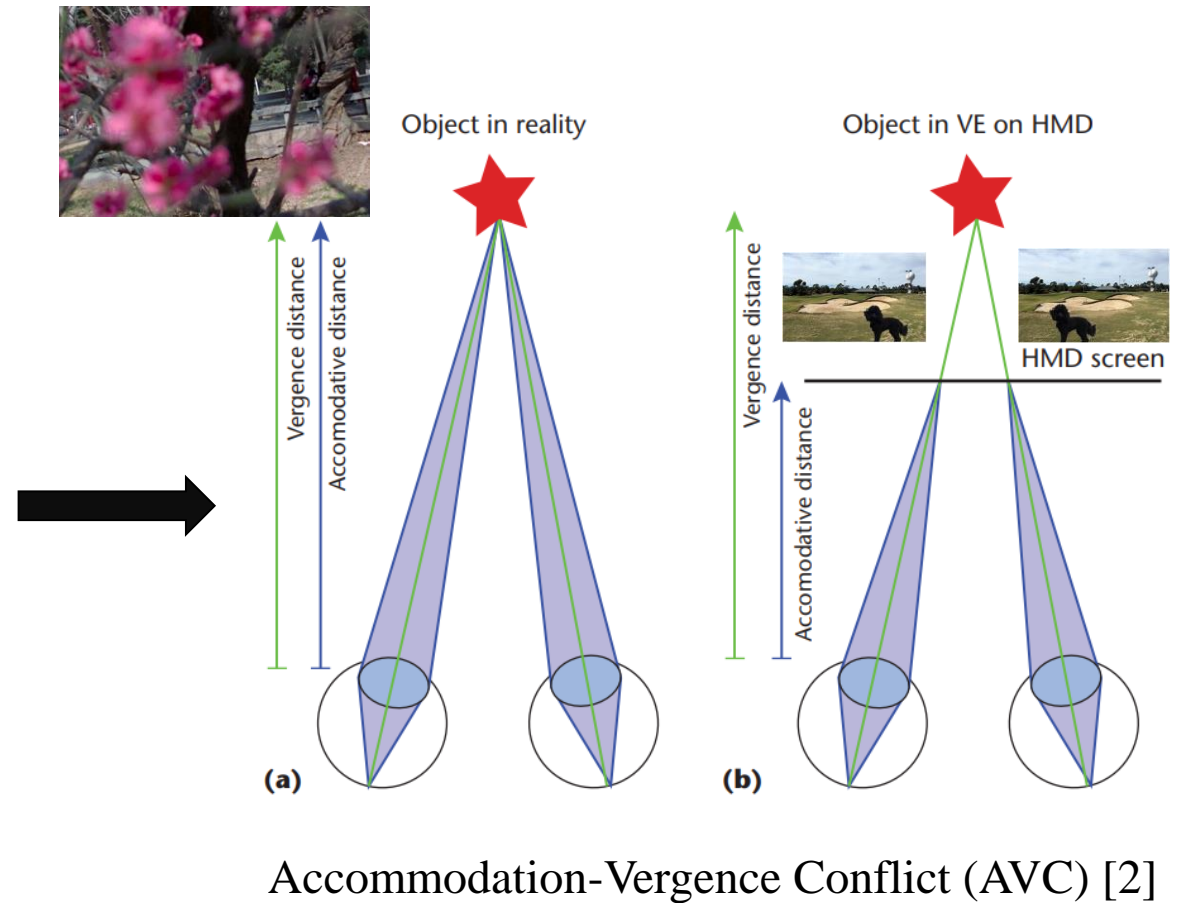 Object in reality
Object in VE on HMD
Vergence distance
Accomodative distance
Vergence distance
HMD screen
Accomodative distance
(a)
(b)
Accommodation-Vergence Conflict (AVC) [2]